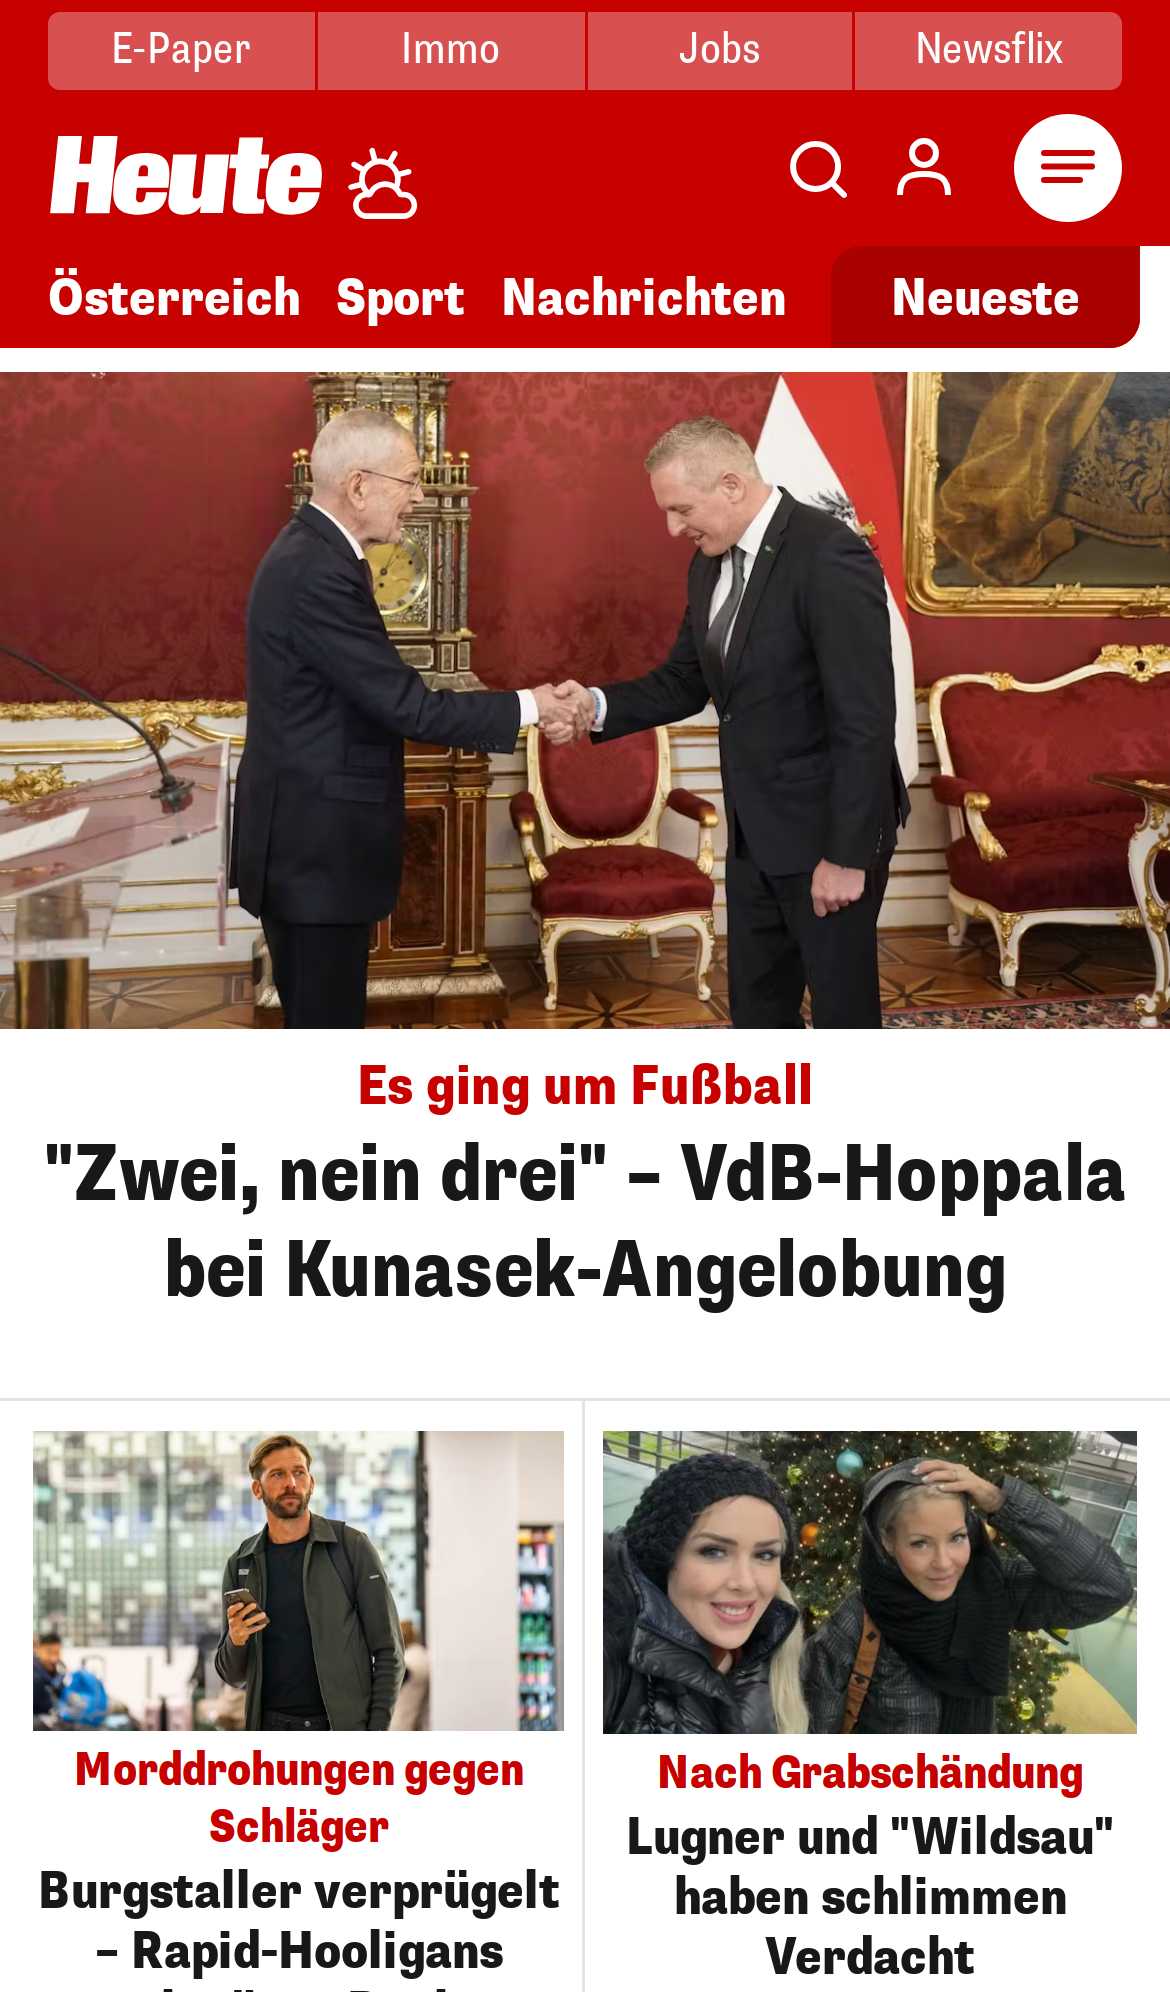 E-Paper
Immo
Jobs
Newsflix
Heute
Österreich
Sport
Nachrichten
Neueste
Es ging um Fußball
"Zwei, nein drei" – VdB-Hoppala
bei Kunasek-Angelobung
Morddrohungen gegen
Schläger
Burgstaller verprügelt
– Rapid-Hooligans
Nach Grabschändung
Lugner und "Wildsau"
haben schlimmen
Verdacht